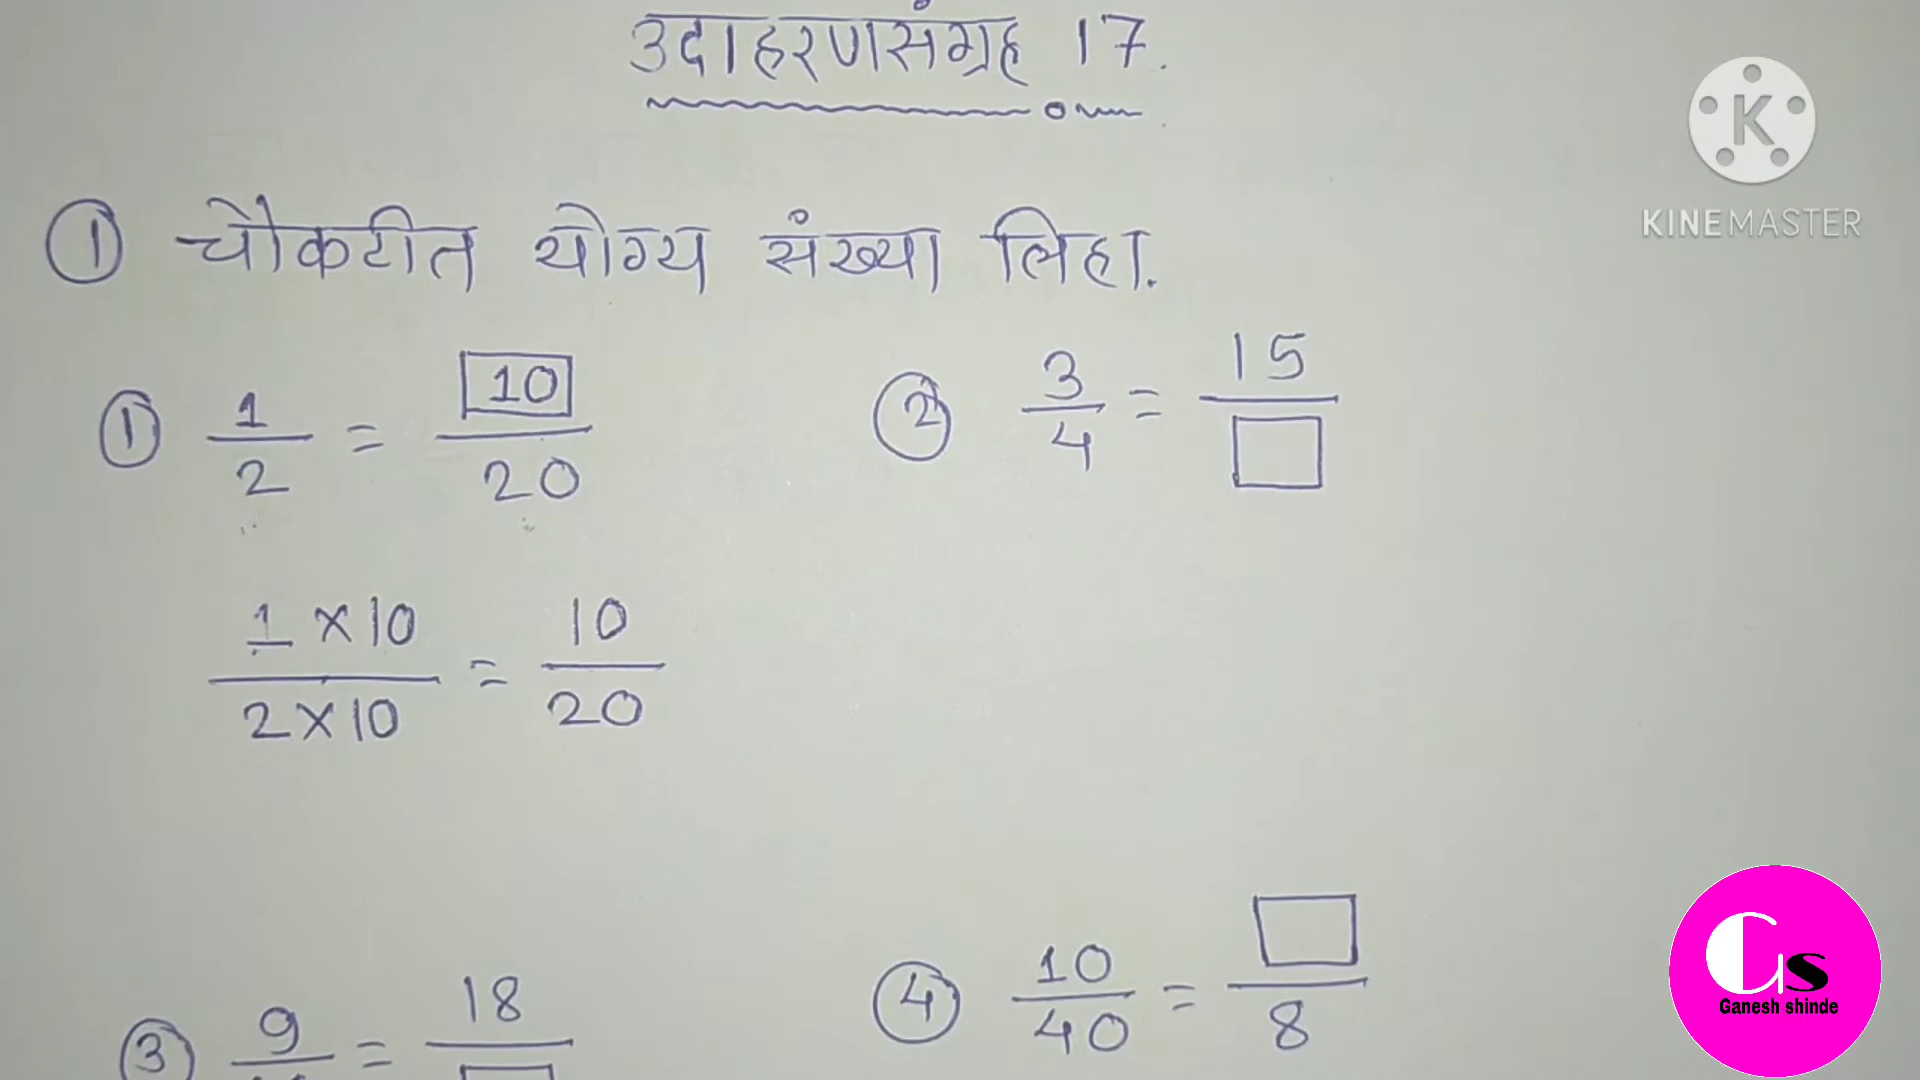 उदाहरणसंग्रह 17.
① चौकटीत योग्य संख्या लिहा.
① 1/2 = 10/20
② 3/4 = 15/□
1 × 10 / 2 × 10 = 10/20
③ 9/ = 18/□
④ 10/40 = □/8
K
KINEMASTER
Gs
Ganesh shinde